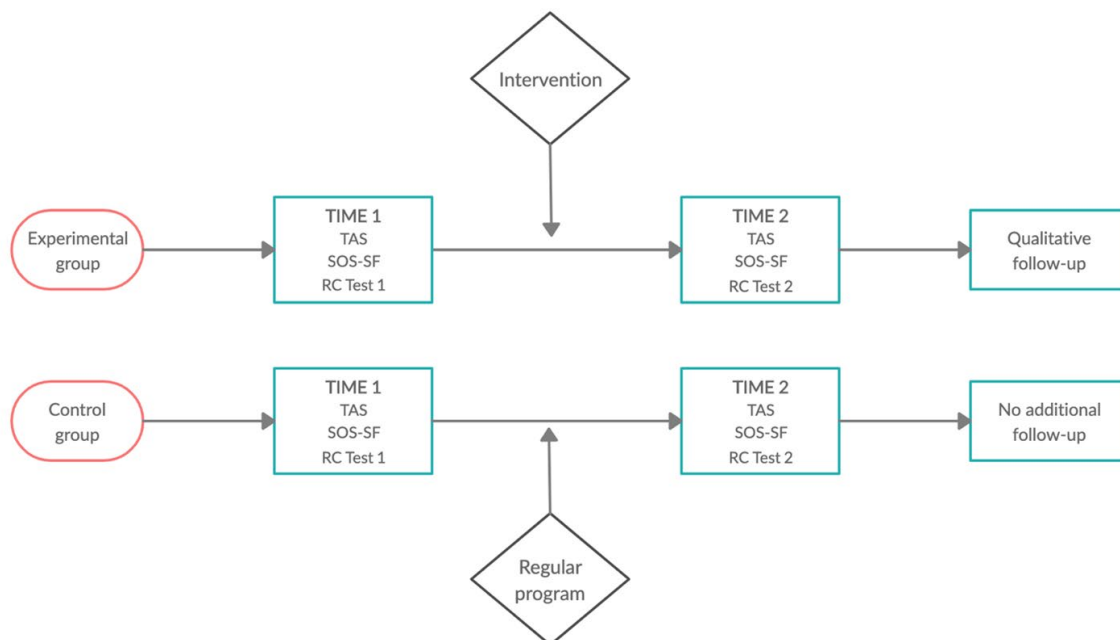 Intervention
Experimental
group
TIME 1
TAS
SOS-SF
RC Test 1
TIME 2
TAS
SOS-SF
RC Test 2
Qualitative
follow-up
Control
group
TIME 1
TAS
SOS-SF
RC Test 1
TIME 2
TAS
SOS-SF
RC Test 2
No additional
follow-up
Regular
program